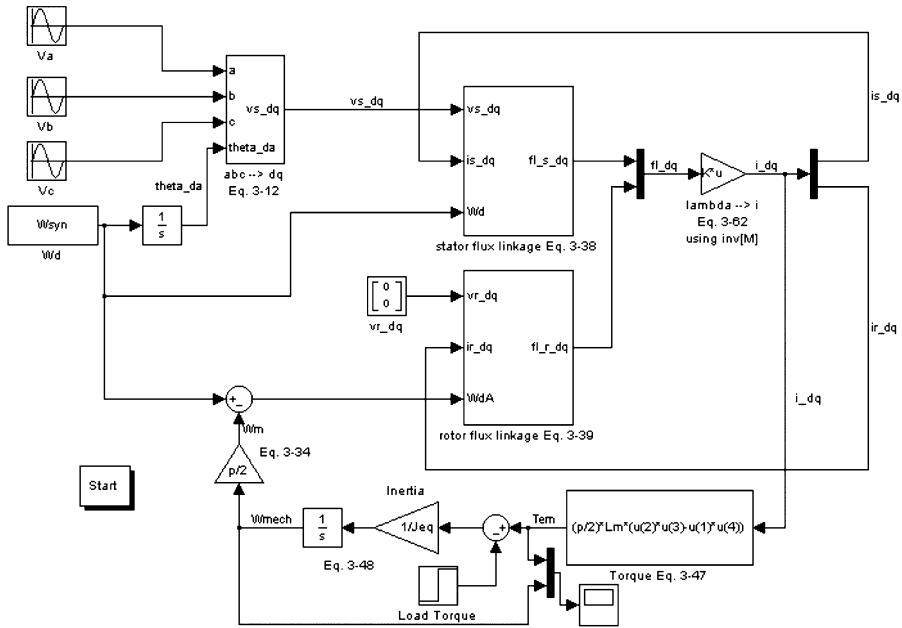 Va
Vb
Vc
a
b
c
theta_da
vs_dq
abc --> dq
Eq. 3-12
theta_da
vs_dq
Wsyn
Wd
1
s
vs_dq
is_dq
Wd
fl_s_dq
stator flux linkage Eq. 3-38
0
0
vr_dq
vr_dq
ir_dq
WdA
fl_r_dq
rotor flux linkage Eq. 3-39
fl_dq
K*u
lambda --> i
Eq. 3-62
using inv[M]
i_dq
is_dq
ir_dq
i_dq
+
-
Wm
Eq. 3-34
p/2
Start
Wmech
1
s
Eq. 3-48
Inertia
1/Jeq
+
-
Tem
(p/2)*Lm*(u(2)*u(3)-u(1)*u(4))
Torque Eq. 3-47
Load Torque